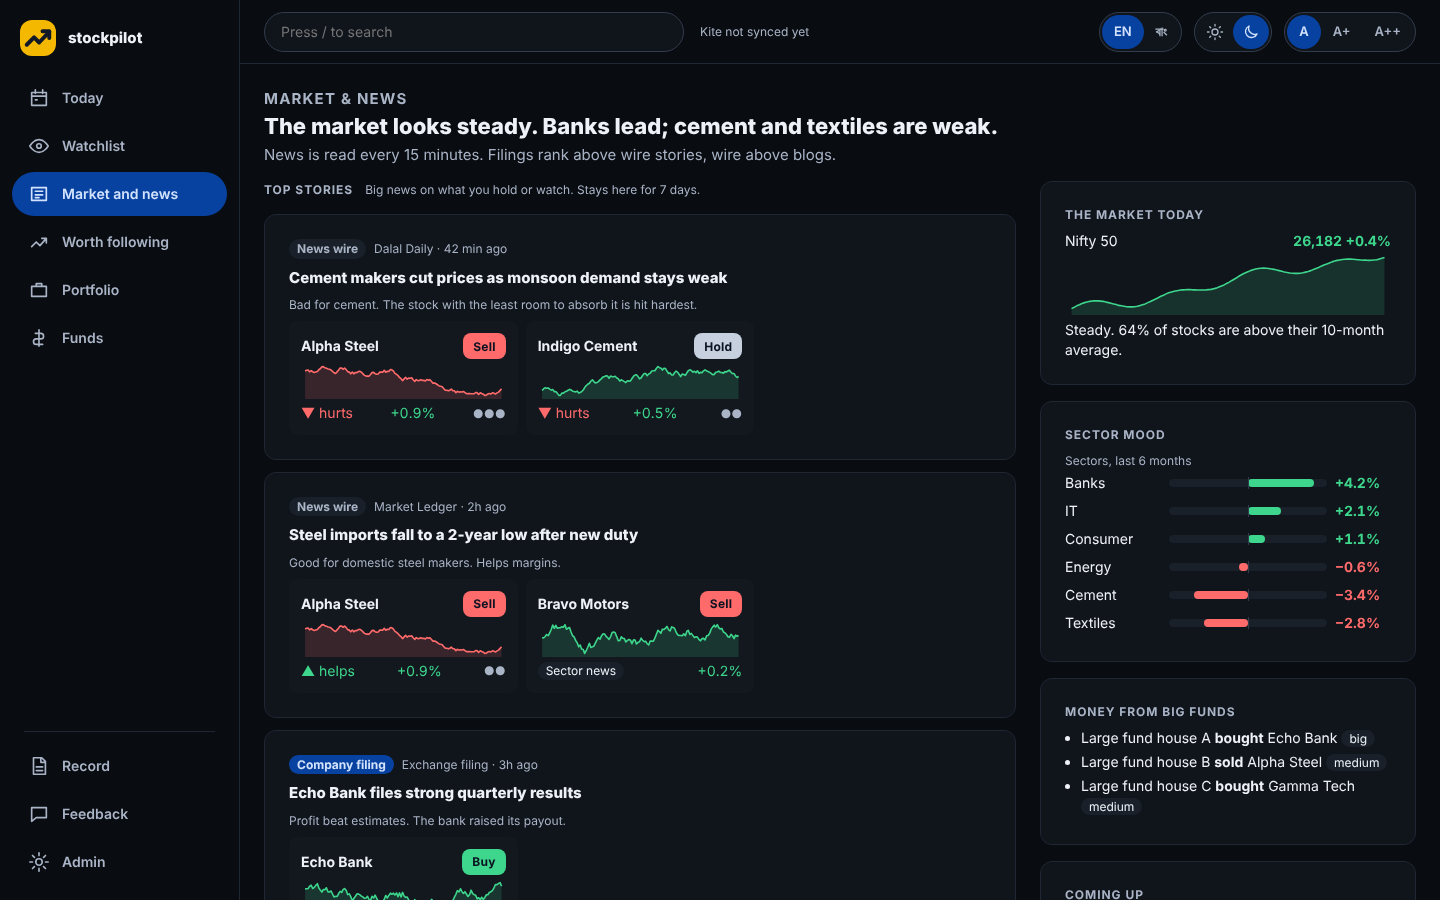 stockpilot
Today
Watchlist
Market and news
Worth following
Portfolio
Funds
Record
Feedback
Admin
Press / to search
Kite not synced yet
EN
বাং
A
A+
A++
MARKET & NEWS
The market looks steady. Banks lead; cement and textiles are weak.
News is read every 15 minutes. Filings rank above wire stories, wire above blogs.
TOP STORIES Big news on what you hold or watch. Stays here for 7 days.
News wire Dalal Daily · 42 min ago
Cement makers cut prices as monsoon demand stays weak
Bad for cement. The stock with the least room to absorb it is hit hardest.
Alpha Steel Sell
▼ hurts +0.9% ●●●
Indigo Cement Hold
▼ hurts +0.5% ●●
News wire Market Ledger · 2h ago
Steel imports fall to a 2-year low after new duty
Good for domestic steel makers. Helps margins.
Alpha Steel Sell
▲ helps +0.9% ●●
Bravo Motors Sell
Sector news +0.2%
Company filing Exchange filing · 3h ago
Echo Bank files strong quarterly results
Profit beat estimates. The bank raised its payout.
Echo Bank Buy
THE MARKET TODAY
Nifty 50 26,182 +0.4%
Steady. 64% of stocks are above their 10-month
average.
SECTOR MOOD
Sectors, last 6 months
Banks +4.2%
IT +2.1%
Consumer +1.1%
Energy −0.6%
Cement −3.4%
Textiles −2.8%
MONEY FROM BIG FUNDS
• Large fund house A bought Echo Bank big
• Large fund house B sold Alpha Steel medium
• Large fund house C bought Gamma Tech
medium
COMING UP